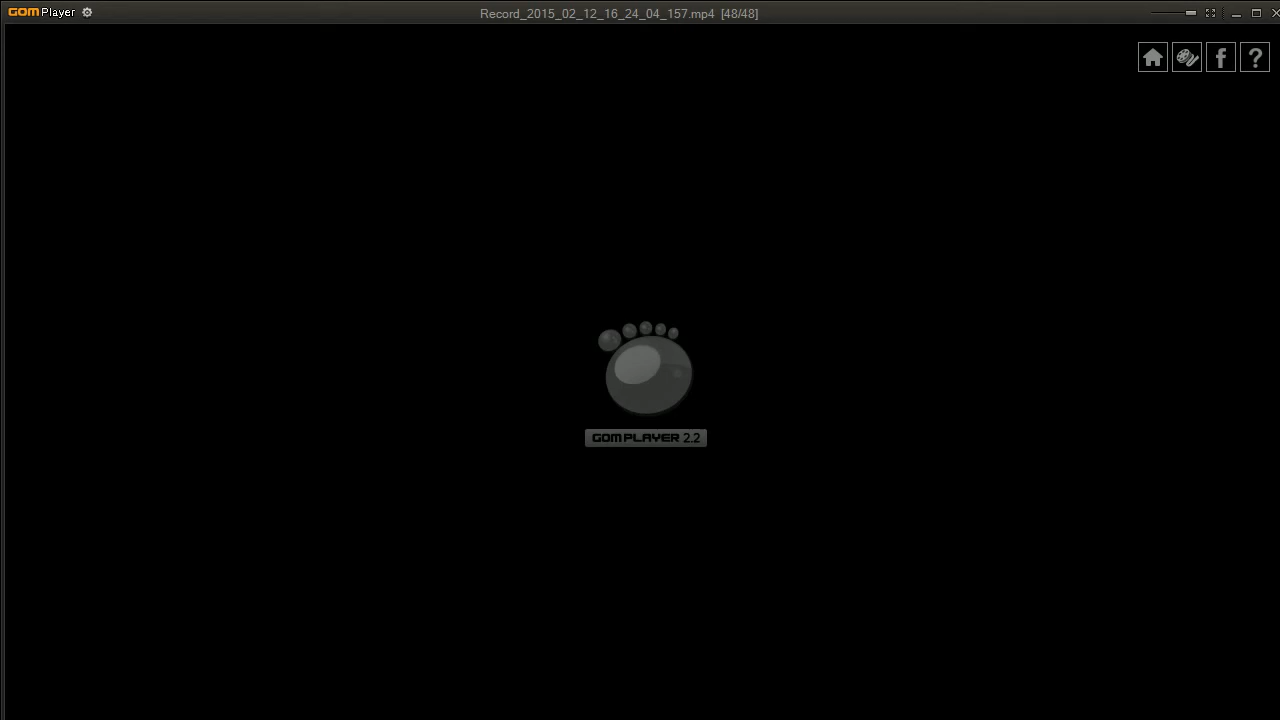 GOM Player
Record_2015_02_12_16_24_04_157.mp4 [48/48]
f
?
GOM PLAYER 2.2